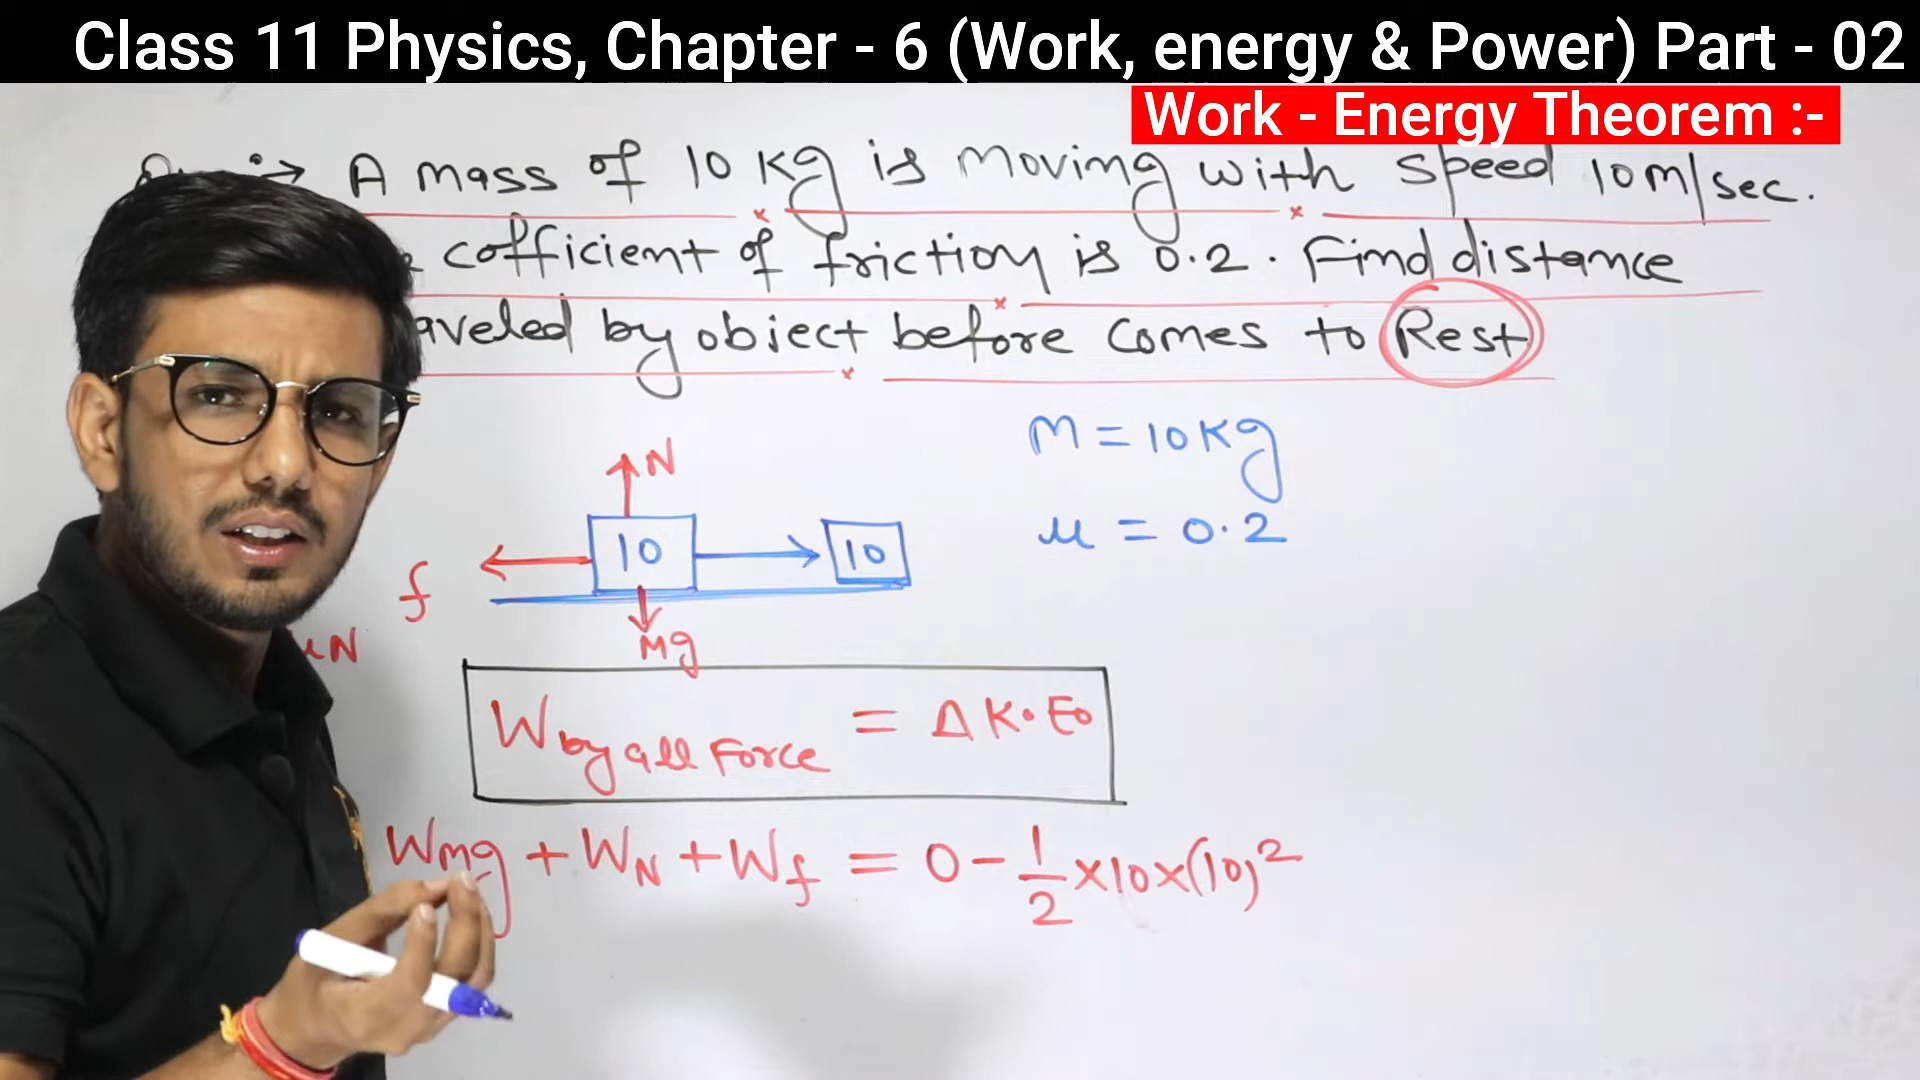 Class 11 Physics, Chapter - 6 (Work, energy & Power) Part - 02
Work - Energy Theorem :-
A mass of 10 Kg is moving with speed 10 m/sec.
cofficient of friction is 0.2. Find distance
aveled by object before comes to Rest
N
M = 10 Kg
10
10
μ = 0.2
f
μN
Mg
W by all Force = Δ K.E.
Wmg + WN + Wf = 0 - 1/2 × 10 × (10)²